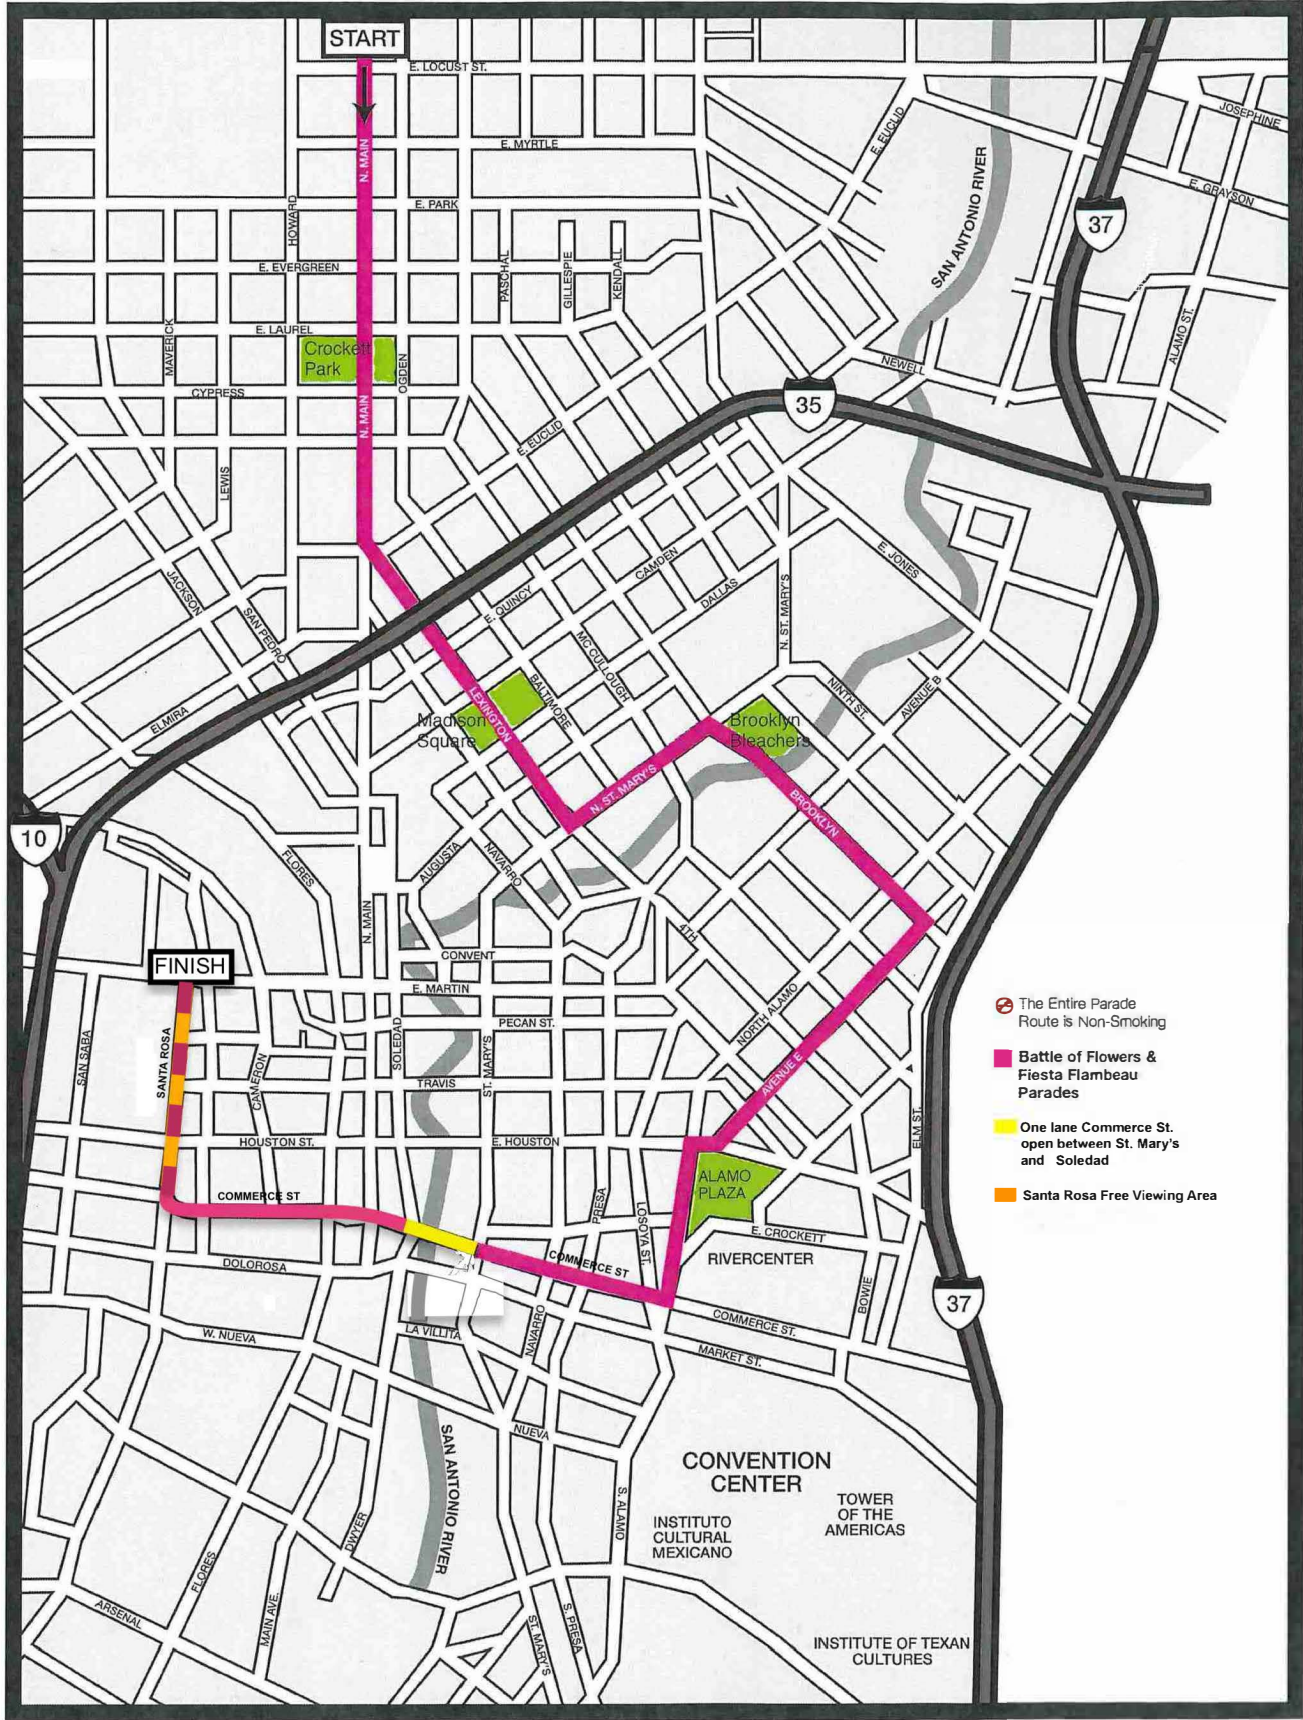 START
E. LOCUST ST.
JOSEPHINE
E. EUCLID
N. MAIN
E. MYRTLE
SAN ANTONIO RIVER
E. GRAYSON
E. PARK
HOWARD
37
E. EVERGREEN
PASCHAL
GILLESPIE
KENDALL
MAVERICK
E. LAUREL
ALAMO ST.
Crockett
Park
OGDEN
NEWELL
CYPRESS
35
N. MAIN
E. EUCLID
LEWIS
E. JONES
CAMDEN
JACKSON
DALLAS
N. ST. MARY'S
E. QUINCY
SAN PEDRO
MC CULLOUGH
BALTIMORE
NINTH ST.
AVENUE B
LEXINGTON
ELMIRA
Madison
Square
Brooklyn
Bleachers
N. ST. MARY'S
BROOKLYN
10
FLORES
AUGUSTA
NAVARRO
N. MAIN
4TH
CONVENT
FINISH
E. MARTIN
NORTH ALAMO
The Entire Parade
Route is Non-Smoking
SAN SABA
SANTA ROSA
CAMERON
SOLEDAD
PECAN ST.
ST. MARY'S
AVENUE E
Battle of Flowers &
Fiesta Flambeau
Parades
TRAVIS
ELM ST.
One lane Commerce St.
open between St. Mary's
and Soledad
HOUSTON ST.
E. HOUSTON
ALAMO
PLAZA
Santa Rosa Free Viewing Area
COMMERCE ST
PRESA
LOSOYA ST.
E. CROCKETT
RIVERCENTER
DOLOROSA
COMMERCE ST
BOWIE
37
COMMERCE ST.
W. NUEVA
LA VILLITA
NAVARRO
MARKET ST.
NUEVA
SAN ANTONIO RIVER
CONVENTION
CENTER
TOWER
OF THE
AMERICAS
S. ALAMO
INSTITUTO
CULTURAL
MEXICANO
DWYER
FLORES
ARSENAL
MAIN AVE.
ST. MARY'S
S. PRESA
INSTITUTE OF TEXAN
CULTURES